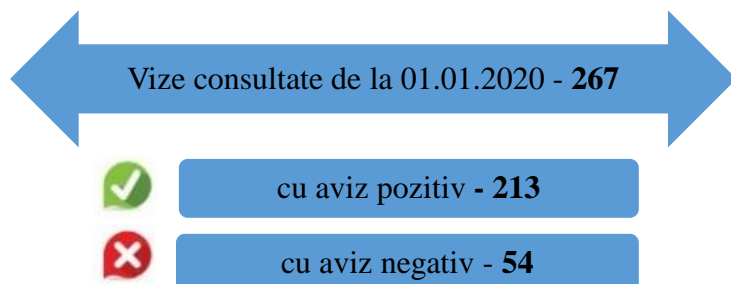 Vize consultate de la 01.01.2020 - 267
cu aviz pozitiv - 213
cu aviz negativ - 54